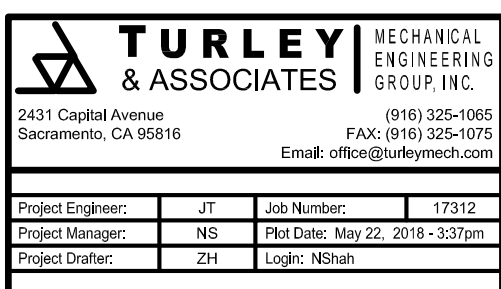 TURLEY
& ASSOCIATES
MECHANICAL
ENGINEERING
GROUP, INC.
2431 Capital Avenue
Sacramento, CA 95816
(916) 325-1065
FAX: (916) 325-1075
Email: office@turleymech.com
Project Engineer: JT Job Number: 17312
Project Manager: NS Plot Date: May 22, 2018 - 3:37pm
Project Drafter: ZH Login: NShah